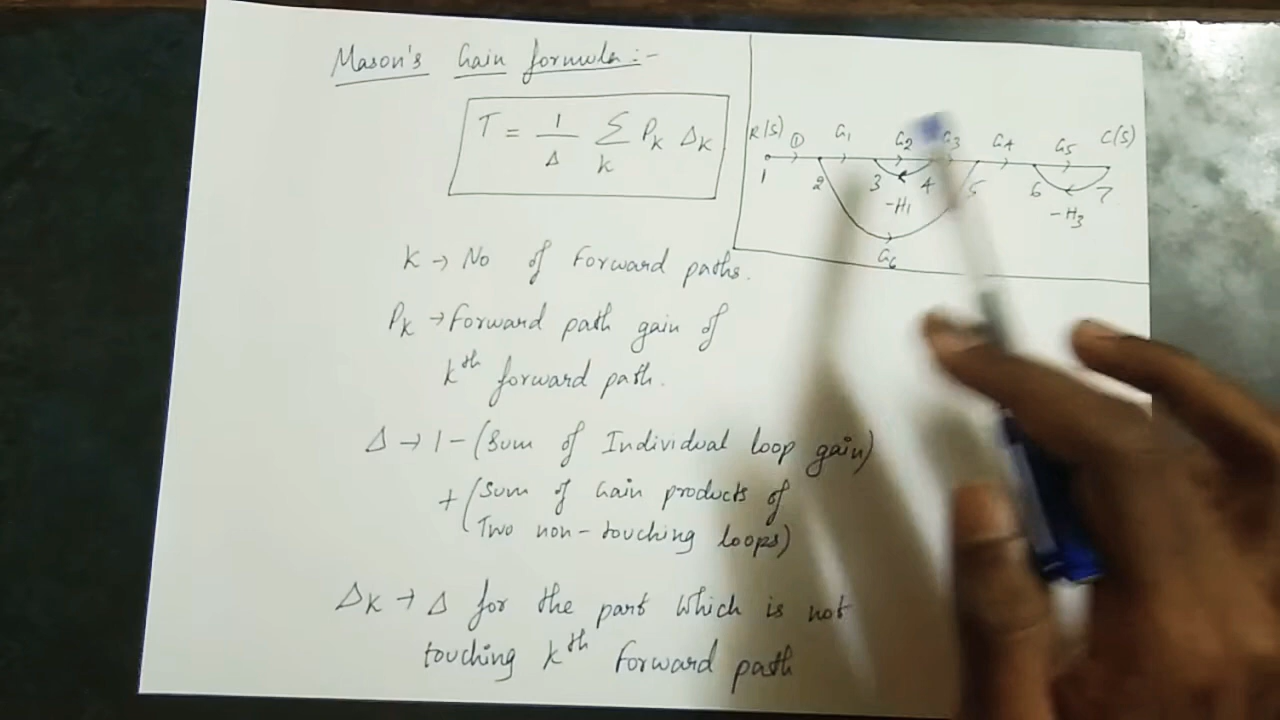 Mason's Gain formula:-
T = 1/Δ Σ_K P_K Δ_K
K → No of Forward paths.
P_K → Forward path gain of
K^th forward path.
Δ → 1 - (Sum of Individual loop gain)
+ (Sum of Gain products of
Two non-touching loops)
Δ_K → Δ for the part which is not
touching K^th Forward path
R(S) ① G1 G2 G3 G4 G5 C(S)
1 2 3 4 5 6 7
-H1 -H3
G6